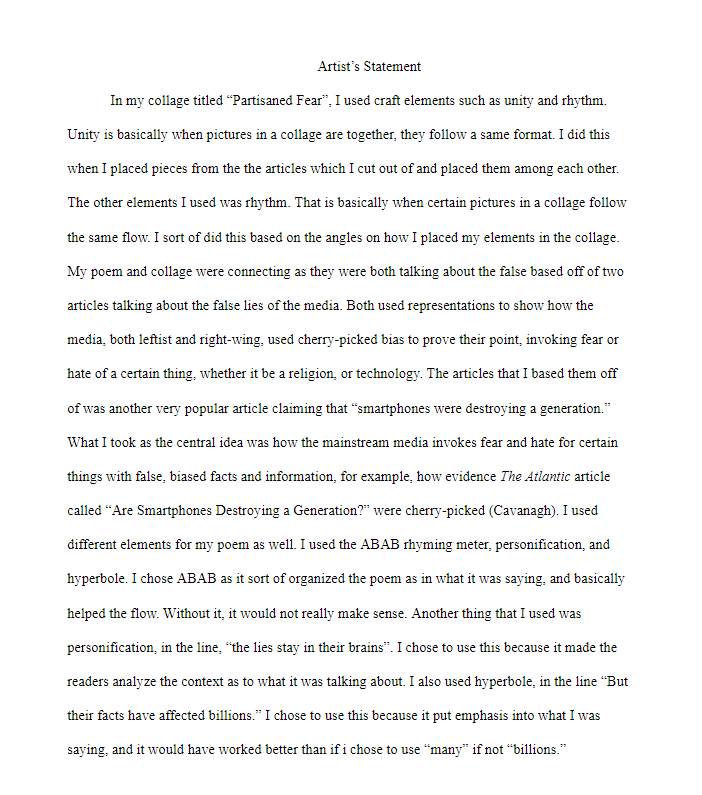 Artist’s Statement
In my collage titled “Partisaned Fear”, I used craft elements such as unity and rhythm.
Unity is basically when pictures in a collage are together, they follow a same format. I did this
when I placed pieces from the the articles which I cut out of and placed them among each other.
The other elements I used was rhythm. That is basically when certain pictures in a collage follow
the same flow. I sort of did this based on the angles on how I placed my elements in the collage.
My poem and collage were connecting as they were both talking about the false based off of two
articles talking about the false lies of the media. Both used representations to show how the
media, both leftist and right-wing, used cherry-picked bias to prove their point, invoking fear or
hate of a certain thing, whether it be a religion, or technology. The articles that I based them off
of was another very popular article claiming that “smartphones were destroying a generation.”
What I took as the central idea was how the mainstream media invokes fear and hate for certain
things with false, biased facts and information, for example, how evidence The Atlantic article
called “Are Smartphones Destroying a Generation?” were cherry-picked (Cavanagh). I used
different elements for my poem as well. I used the ABAB rhyming meter, personification, and
hyperbole. I chose ABAB as it sort of organized the poem as in what it was saying, and basically
helped the flow. Without it, it would not really make sense. Another thing that I used was
personification, in the line, “the lies stay in their brains”. I chose to use this because it made the
readers analyze the context as to what it was talking about. I also used hyperbole, in the line “But
their facts have affected billions.” I chose to use this because it put emphasis into what I was
saying, and it would have worked better than if i chose to use “many” if not “billions.”